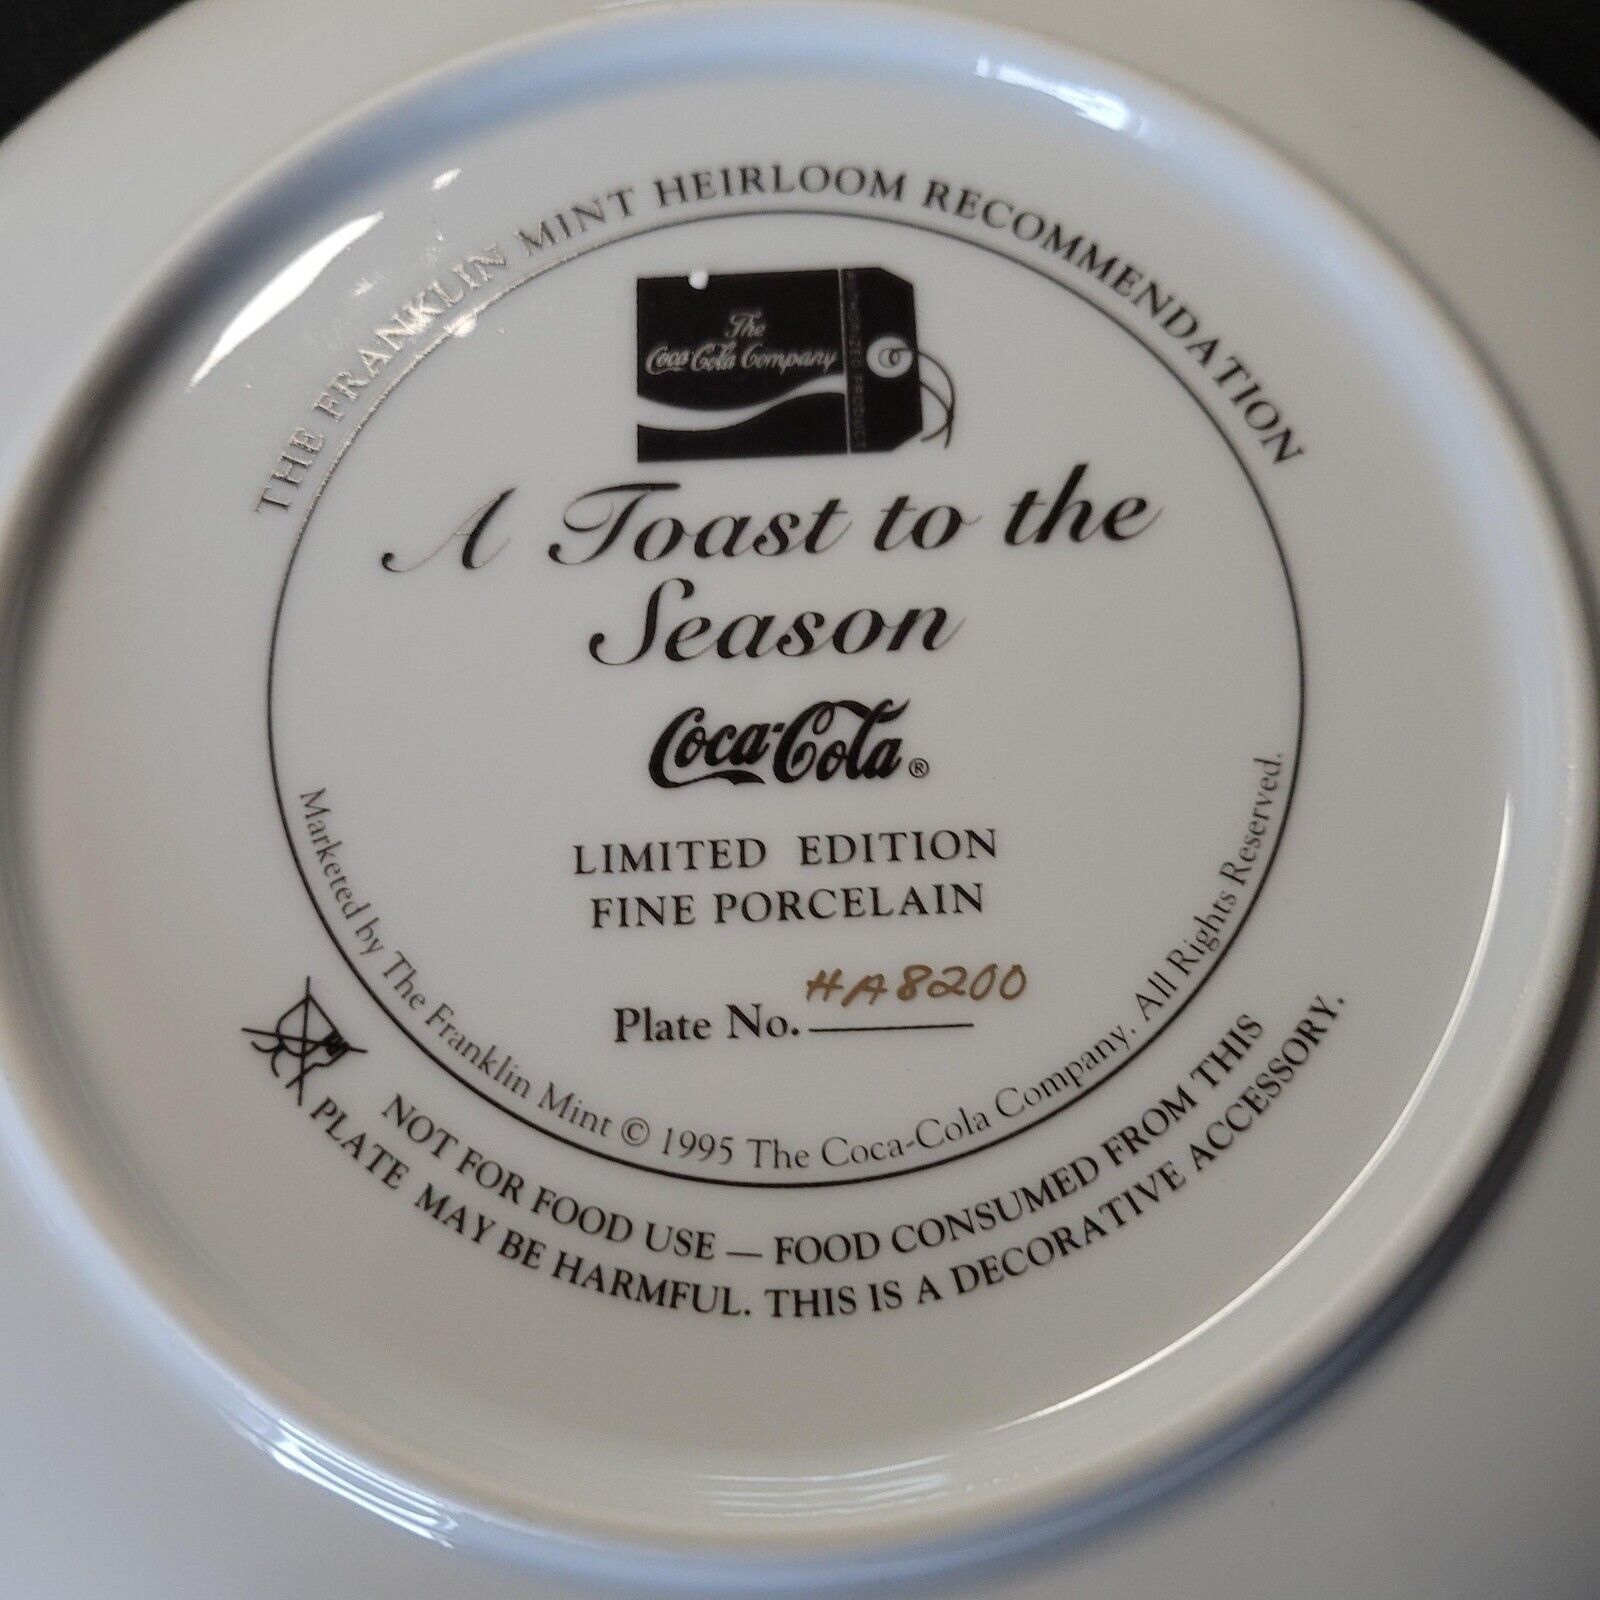 THE FRANKLIN MINT HEIRLOOM RECOMMENDATION
The
Coca-Cola Company
AUTHORIZED PRODUCT
A Toast to the
Season
Coca-Cola®
LIMITED EDITION
FINE PORCELAIN
Plate No. HA8200
Marketed by The Franklin Mint © 1995 The Coca-Cola Company. All Rights Reserved.
NOT FOR FOOD USE — FOOD CONSUMED FROM THIS
PLATE MAY BE HARMFUL. THIS IS A DECORATIVE ACCESSORY.